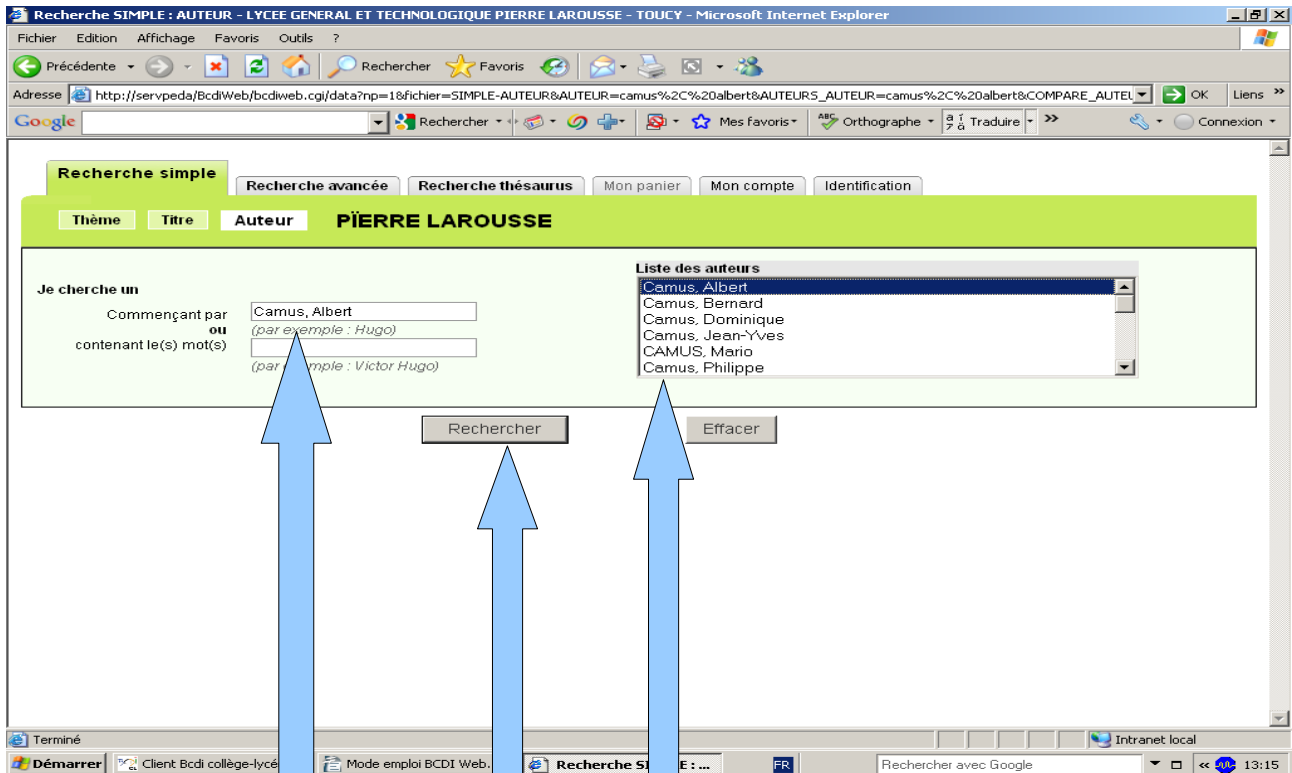 Recherche SIMPLE : AUTEUR - LYCEE GENERAL ET TECHNOLOGIQUE PIERRE LAROUSSE - TOUCY - Microsoft Internet Explorer
Fichier Edition Affichage Favoris Outils ?
Précédente Rechercher Favoris
Adresse http://servpeda/BcdiWeb/bcdiweb.cgi/data?np=1&fichier=SIMPLE-AUTEUR&AUTEUR=camus%2C%20albert&AUTEURS_AUTEUR=camus%2C%20albert&COMPARE_AUTEU OK Liens »
Google Rechercher Mes favoris ABC Orthographe Traduire » Connexion
Recherche simple Recherche avancée Recherche thésaurus Mon panier Mon compte Identification
Thème Titre Auteur PÏERRE LAROUSSE
Liste des auteurs
Je cherche un
Commençant par Camus, Albert
ou (par exemple : Hugo)
contenant le(s) mot(s)
(par mple : Victor Hugo)
Camus, Albert
Camus, Bernard
Camus, Dominique
Camus, Jean-Yves
CAMUS, Mario
Camus, Philippe
Rechercher Effacer
Terminé Intranet local
Démarrer Client Bcdi collège-lycé Mode emploi BCDI Web. Recherche SI E : ... FR Rechercher avec Google « 13:15